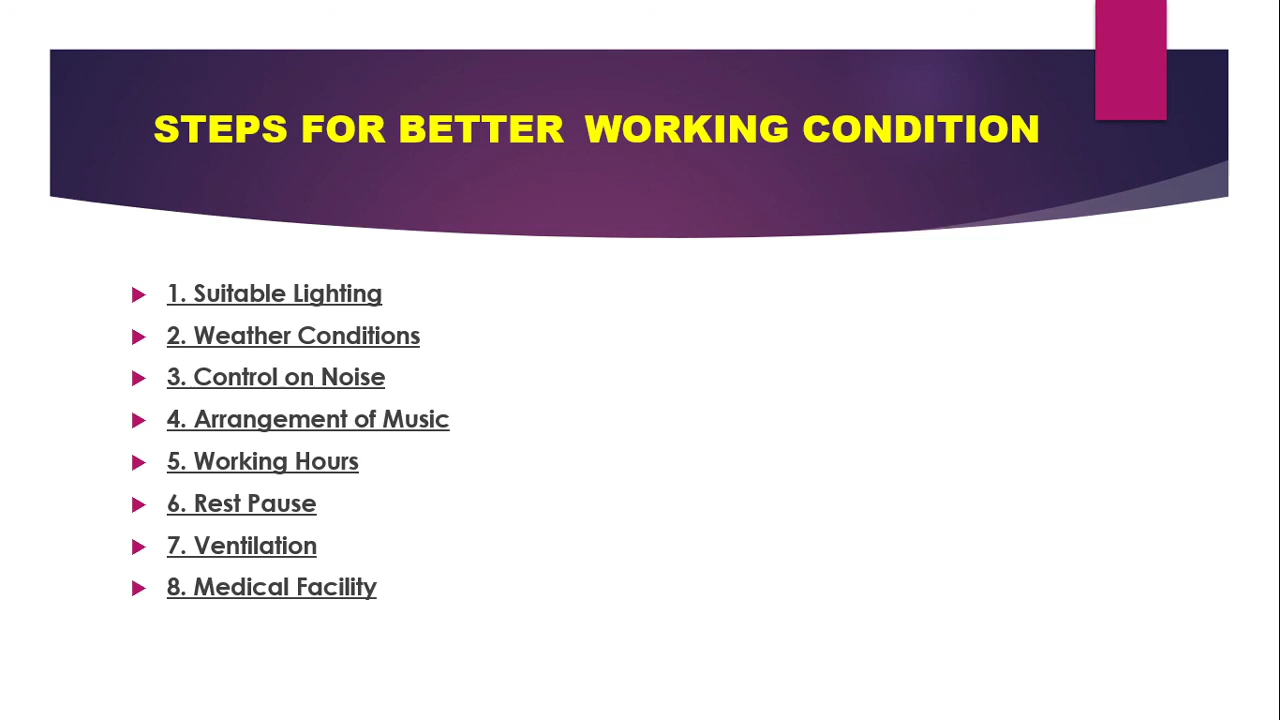 STEPS FOR BETTER WORKING CONDITION
1. Suitable Lighting
2. Weather Conditions
3. Control on Noise
4. Arrangement of Music
5. Working Hours
6. Rest Pause
7. Ventilation
8. Medical Facility